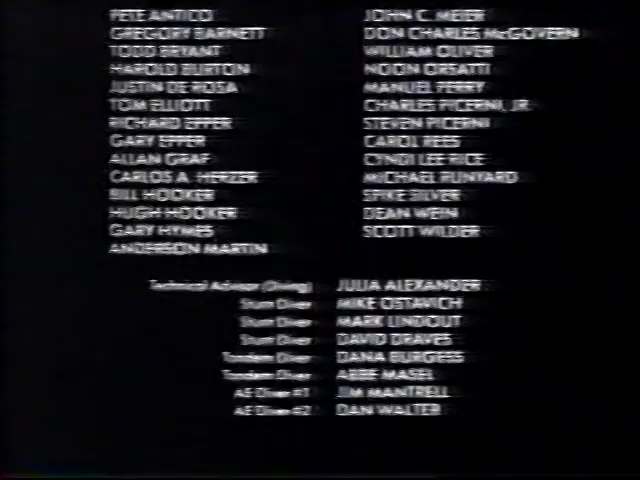 PETE ANTICO
GREGORY BARNETT
TODD BRYANT
HAROLD BURTON
JUSTIN DE ROSA
TOM ELLIOTT
RICHARD EPPER
GARY EPPER
ALLAN GRAF
CARLOS A. HERZER
BILL HOOKER
HUGH HOOKER
GARY HYMES
ANDERSON MARTIN
JOHN C. MEIER
DON CHARLES McGOVERN
WILLIAM OLIVER
NOON ORSATTI
MANUEL PERRY
CHARLES PICERNI, JR.
STEVEN PICERNI
CAROL REES
CYNDI LEE RICE
MICHAEL RUNYARD
SPIKE SILVER
DEAN WEIN
SCOTT WILDER
Technical Advisor (Diving) JULIA ALEXANDER
Stunt Diver MIKE OSTAVICH
Stunt Diver MARK LINDOUT
Stunt Diver DAVID DRAVES
Tandem Diver DANA BURGESS
Tandem Diver ABBE MASEL
AE Diver #1 JIM MANTRELL
AE Diver #2 DAN WALTER